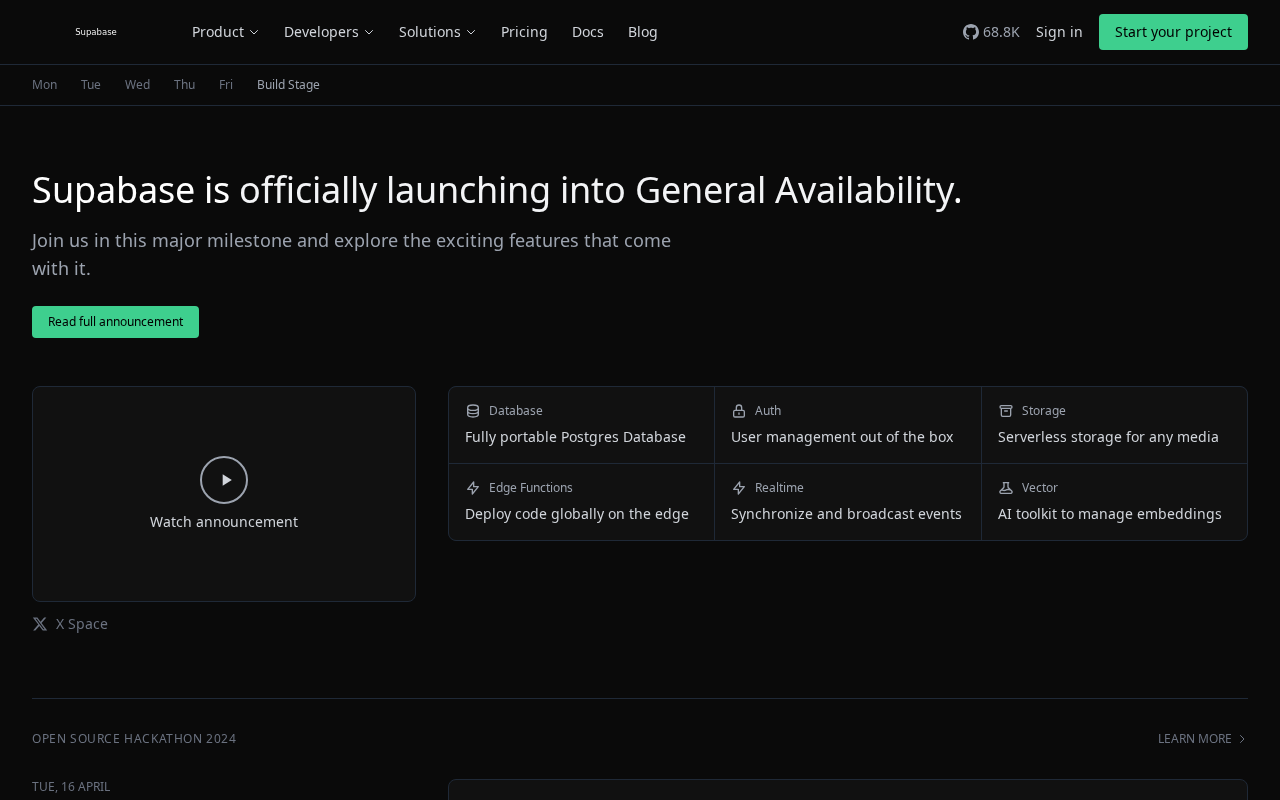 Supabase
Product
Developers
Solutions
Pricing
Docs
Blog
68.8K
Sign in
Start your project
Mon
Tue
Wed
Thu
Fri
Build Stage
Supabase is officially launching into General Availability.
Join us in this major milestone and explore the exciting features that come
with it.
Read full announcement
Watch announcement
X Space
Database
Fully portable Postgres Database
Auth
User management out of the box
Storage
Serverless storage for any media
Edge Functions
Deploy code globally on the edge
Realtime
Synchronize and broadcast events
Vector
AI toolkit to manage embeddings
OPEN SOURCE HACKATHON 2024
LEARN MORE
TUE, 16 APRIL